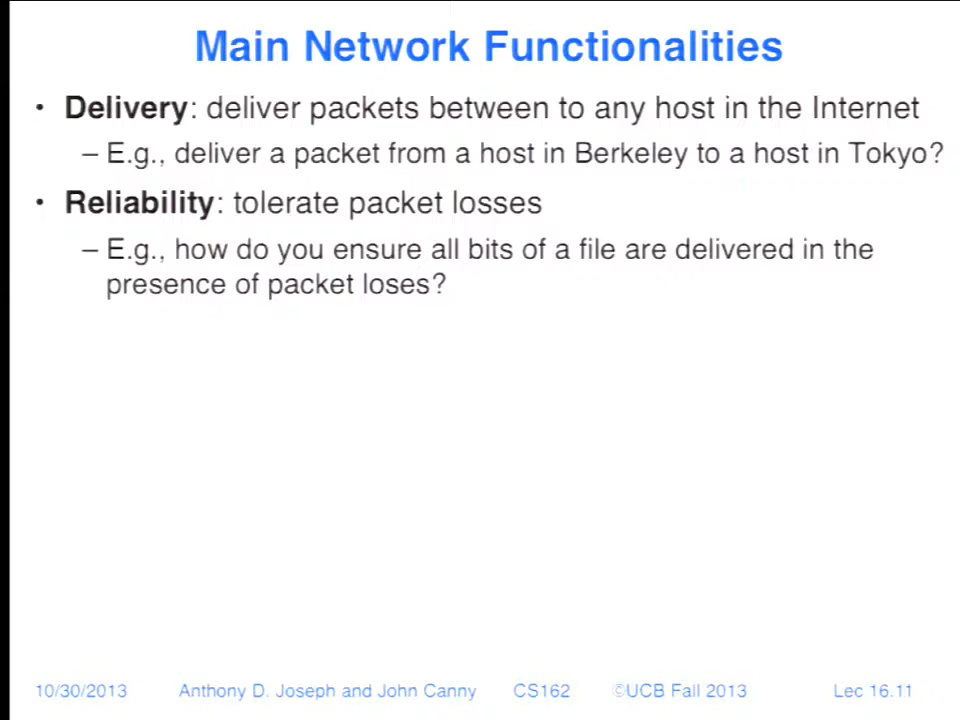 Main Network Functionalities
• Delivery: deliver packets between to any host in the Internet
– E.g., deliver a packet from a host in Berkeley to a host in Tokyo?
• Reliability: tolerate packet losses
– E.g., how do you ensure all bits of a file are delivered in the
presence of packet loses?
10/30/2013 Anthony D. Joseph and John Canny CS162 ©UCB Fall 2013 Lec 16.11